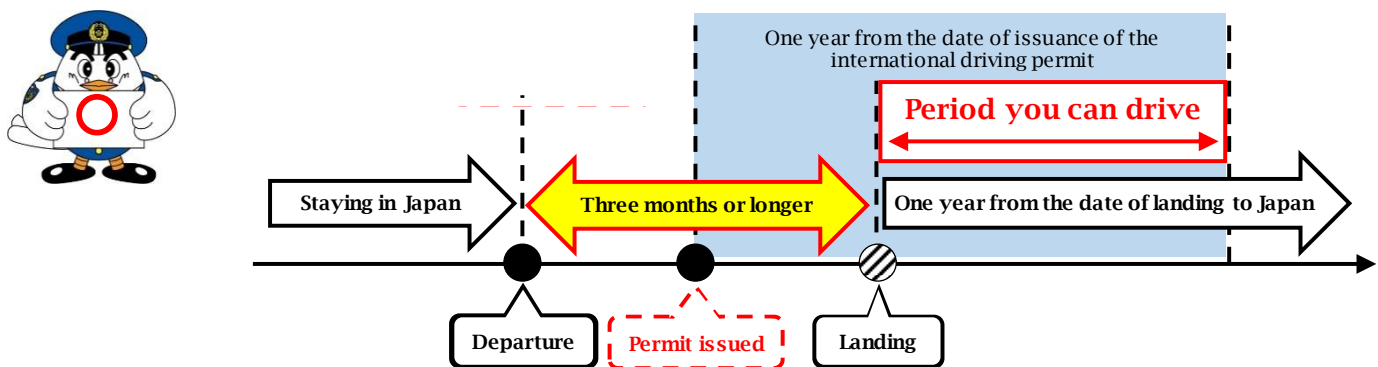 One year from the date of issuance of the
international driving permit
Period you can drive
Staying in Japan
Three months or longer
One year from the date of landing to Japan
Departure
Permit issued
Landing